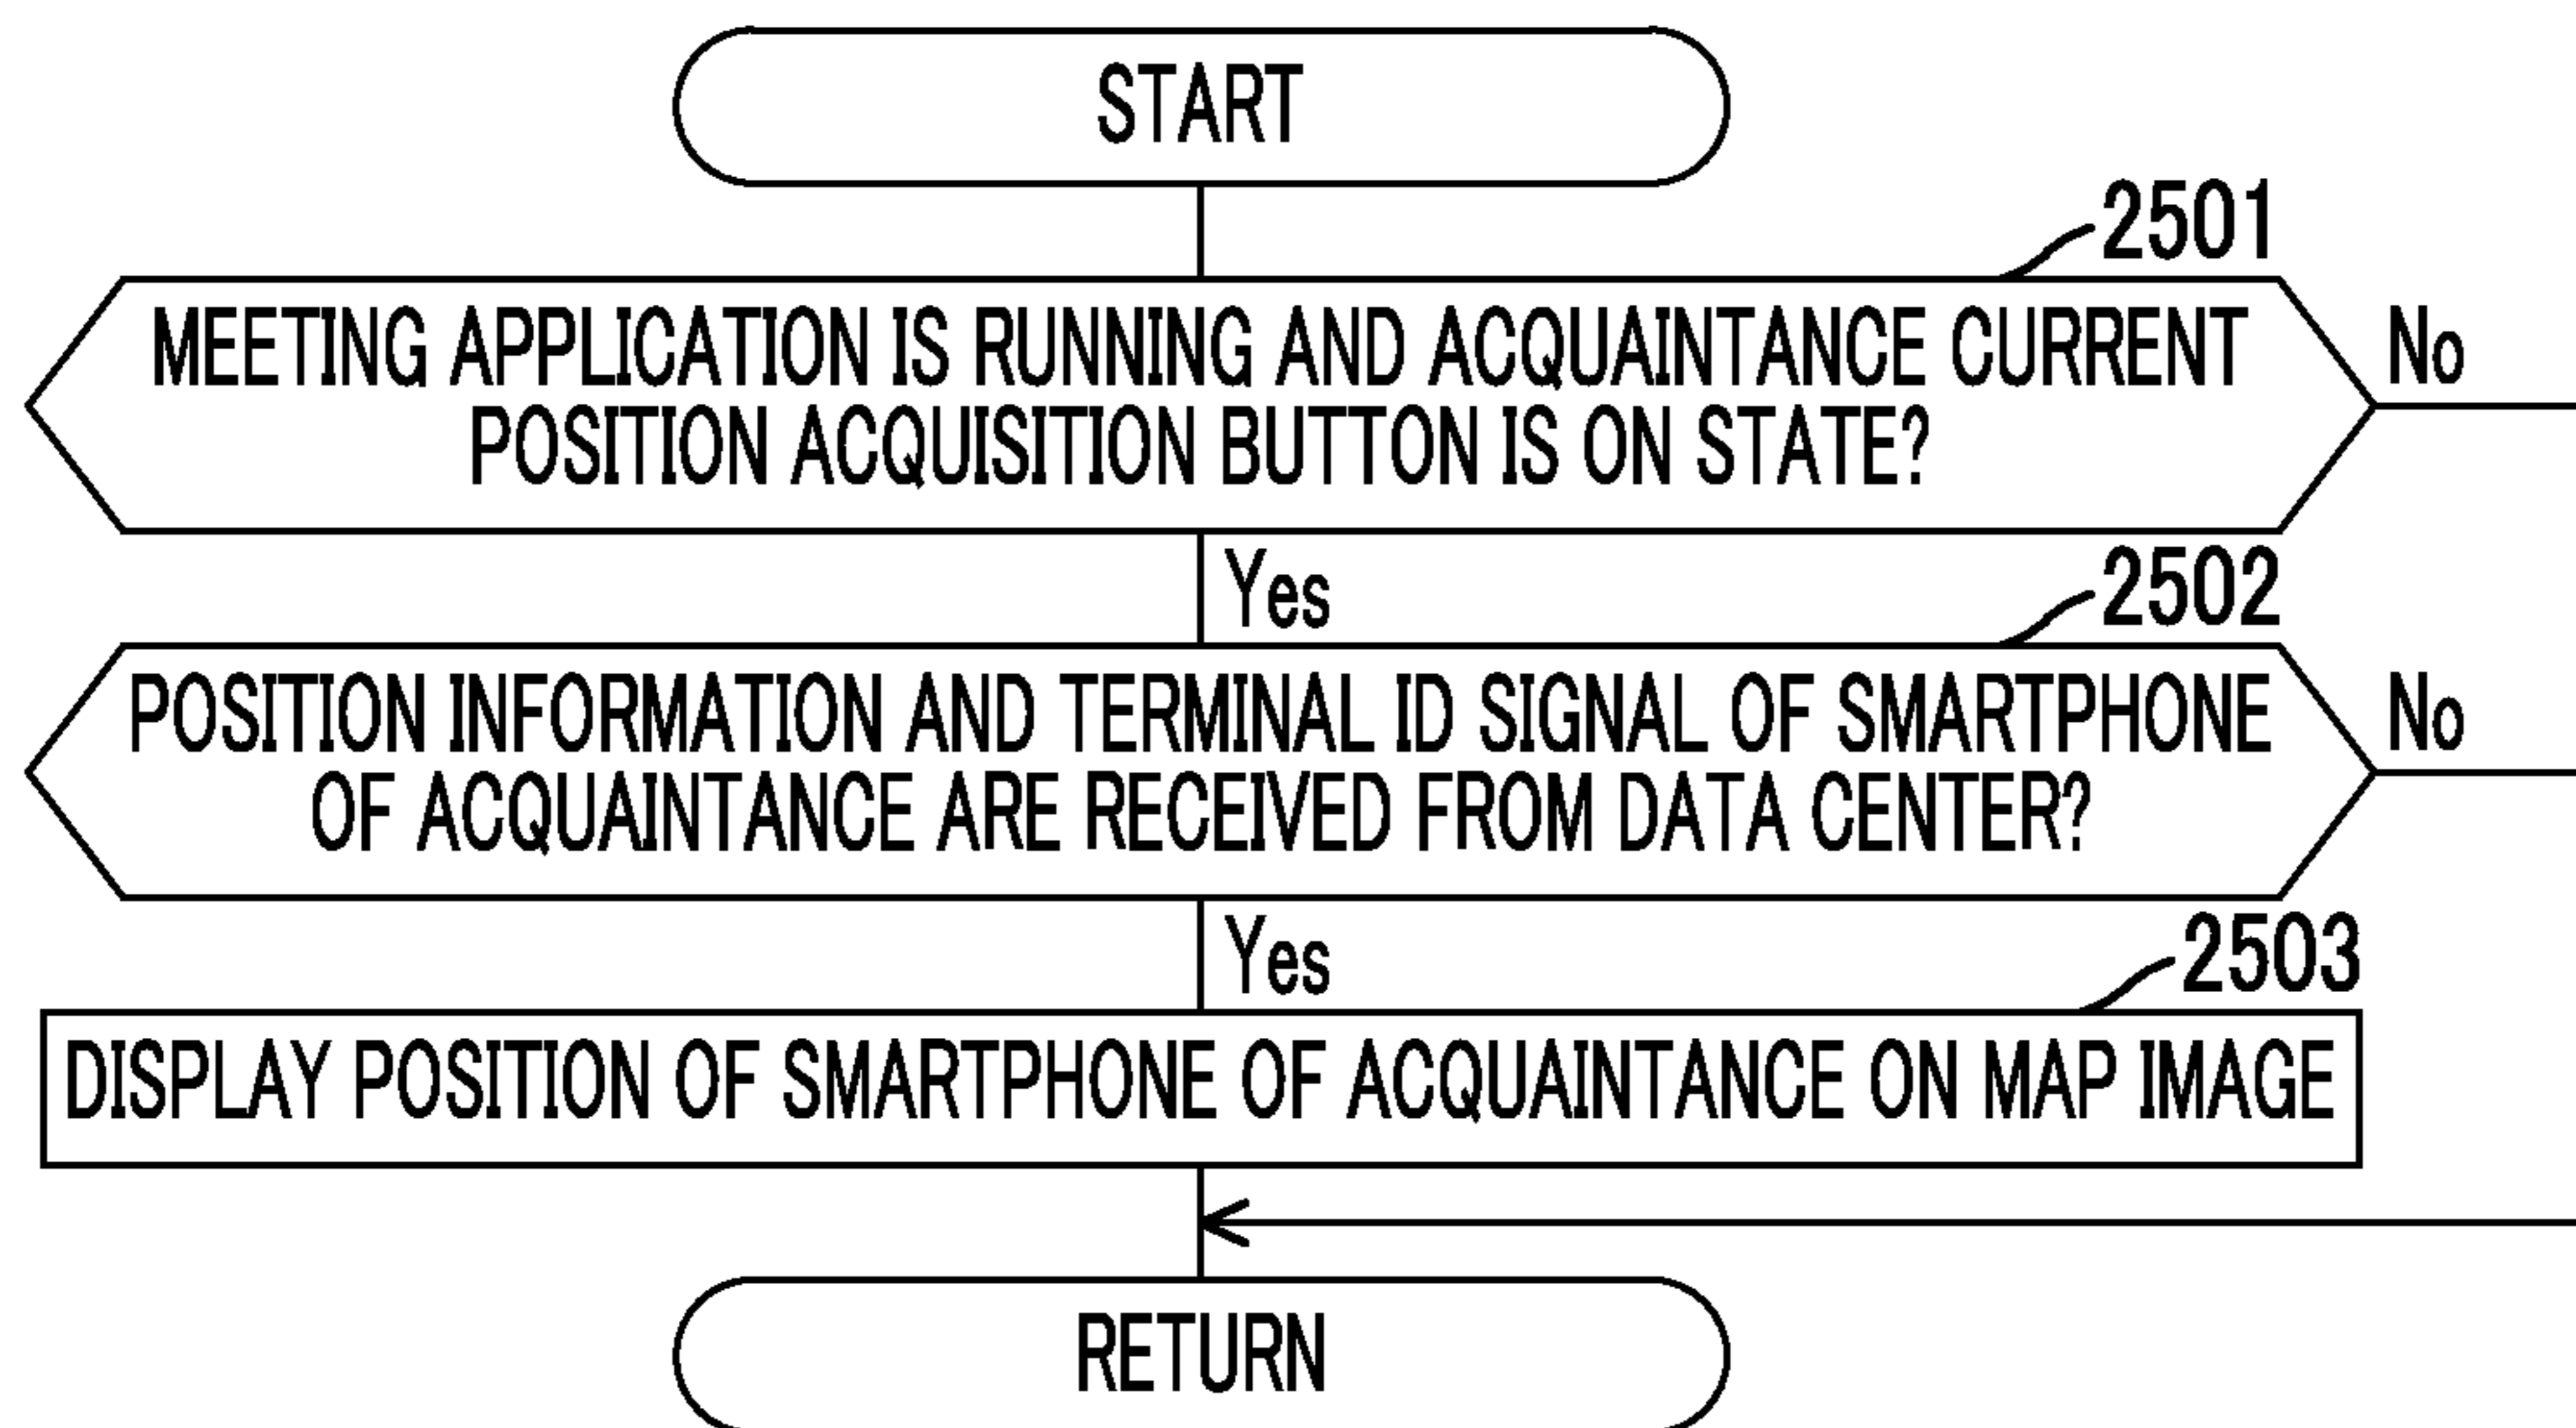 START
2501
MEETING APPLICATION IS RUNNING AND ACQUAINTANCE CURRENT
POSITION ACQUISITION BUTTON IS ON STATE?
No
Yes
2502
POSITION INFORMATION AND TERMINAL ID SIGNAL OF SMARTPHONE
OF ACQUAINTANCE ARE RECEIVED FROM DATA CENTER?
No
Yes
2503
DISPLAY POSITION OF SMARTPHONE OF ACQUAINTANCE ON MAP IMAGE
RETURN